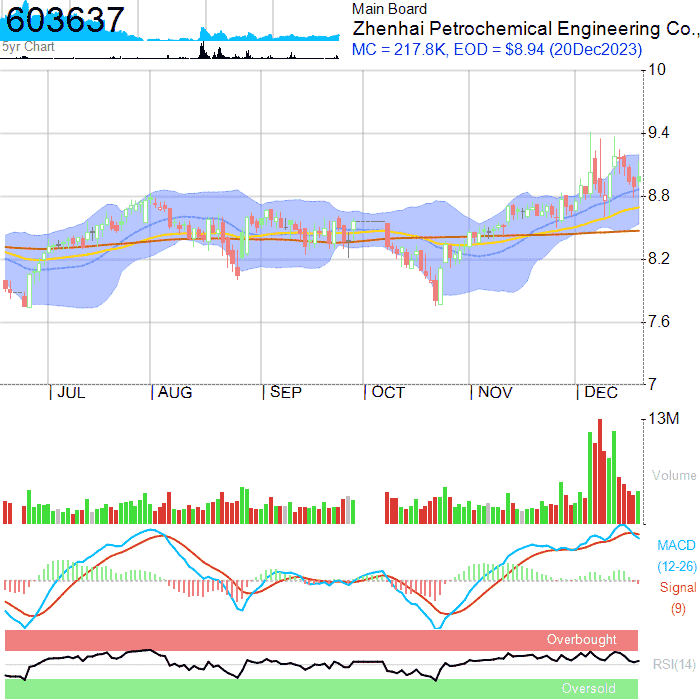 603637
5yr Chart
Main Board
Zhenhai Petrochemical Engineering Co.,
MC = 217.8K, EOD = $8.94 (20Dec2023)
10
9.4
8.8
8.2
7.6
7
JUL AUG SEP OCT NOV DEC
13M
Volume
MACD
(12-26)
Signal
(9)
Overbought
RSI(14)
Oversold